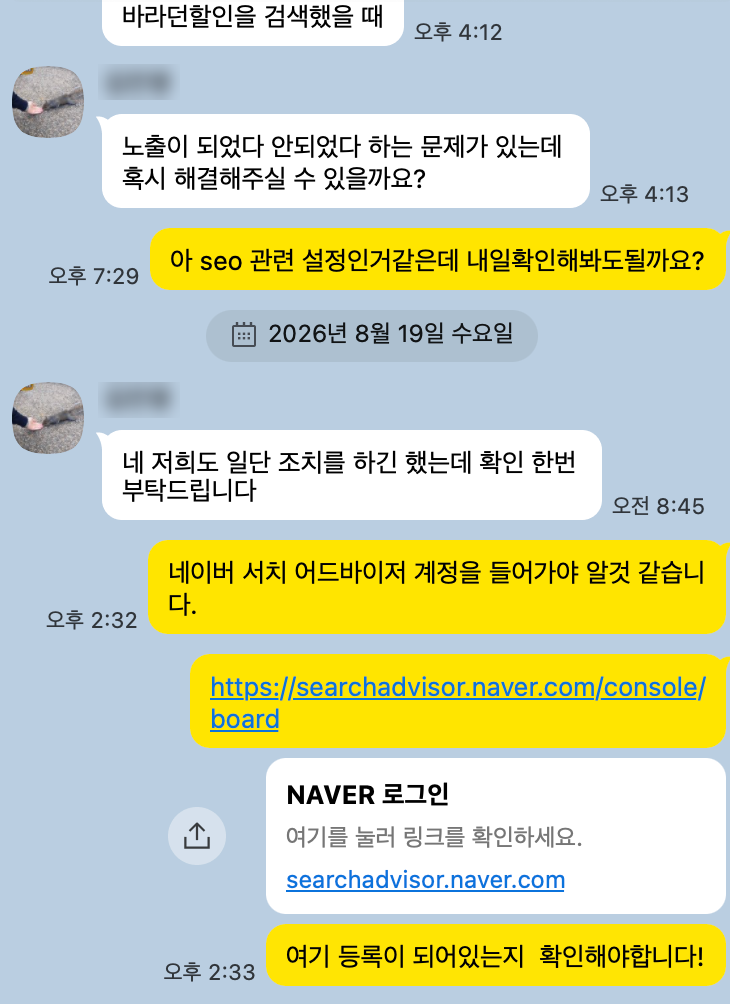 바라던할인을 검색했을 때
오후 4:12
노출이 되었다 안되었다 하는 문제가 있는데
혹시 해결해주실 수 있을까요?
오후 4:13
아 seo 관련 설정인거같은데 내일확인해봐도될까요?
오후 7:29
2026년 8월 19일 수요일
네 저희도 일단 조치를 하긴 했는데 확인 한번
부탁드립니다
오전 8:45
네이버 서치 어드바이저 계정을 들어가야 알것 같습니
다.
오후 2:32
https://searchadvisor.naver.com/console/
board
NAVER 로그인
여기를 눌러 링크를 확인하세요.
searchadvisor.naver.com
여기 등록이 되어있는지  확인해야합니다!
오후 2:33